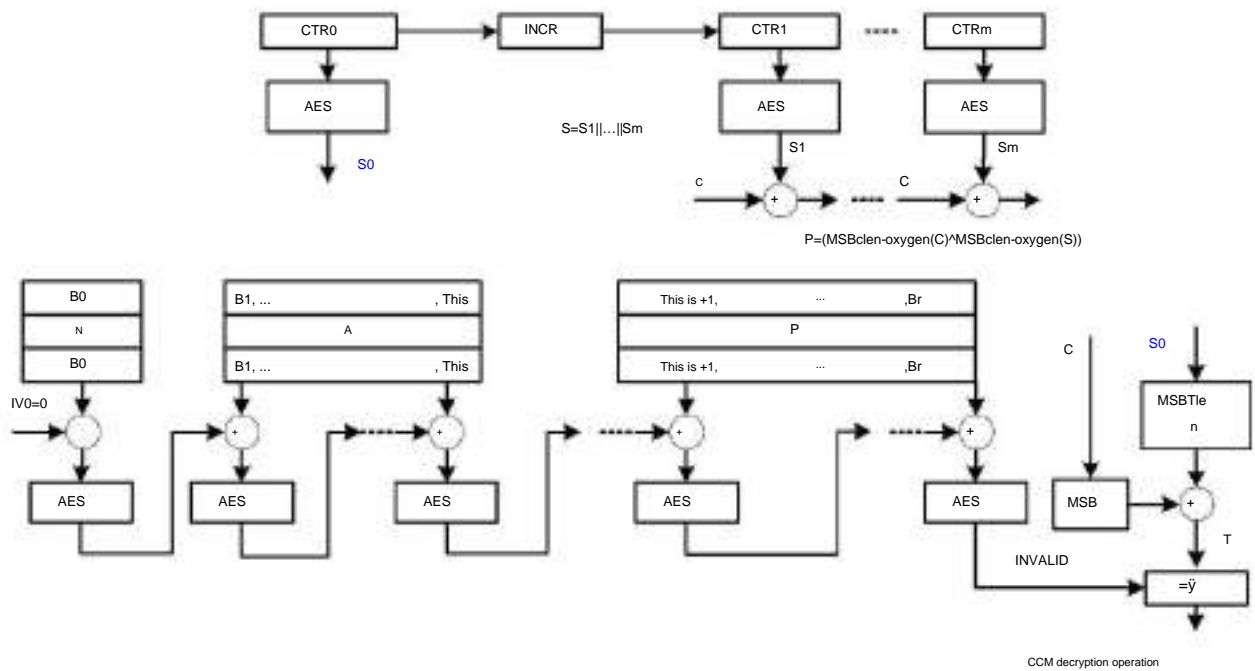 CTR0 INCR CTR1 CTRm
AES AES AES
S=S1||…||Sm
S0 S1 Sm
C C
+ +
P=(MSBclen-oxygen(C)^MSBclen-oxygen(S))
B0 B1, ... , This This is +1, ... ,Br
N A P
B0 B1, ... , This This is +1, ... ,Br
C S0
MSBTle
n
IV0=0
+ + + +
AES AES AES AES AES MSB +
T
INVALID
=ÿ
CCM decryption operation